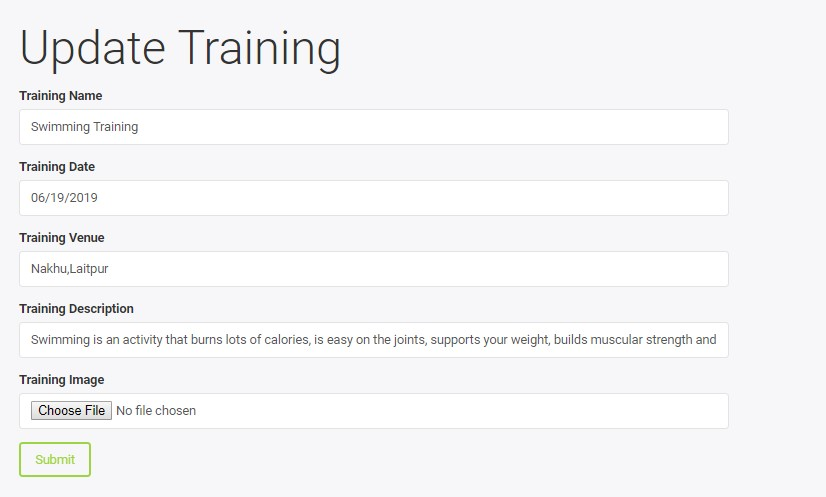 Update Training
Training Name
Swimming Training
Training Date
06/19/2019
Training Venue
Nakhu,Laitpur
Training Description
Swimming is an activity that burns lots of calories, is easy on the joints, supports your weight, builds muscular strength and
Training Image
Choose File No file chosen
Submit